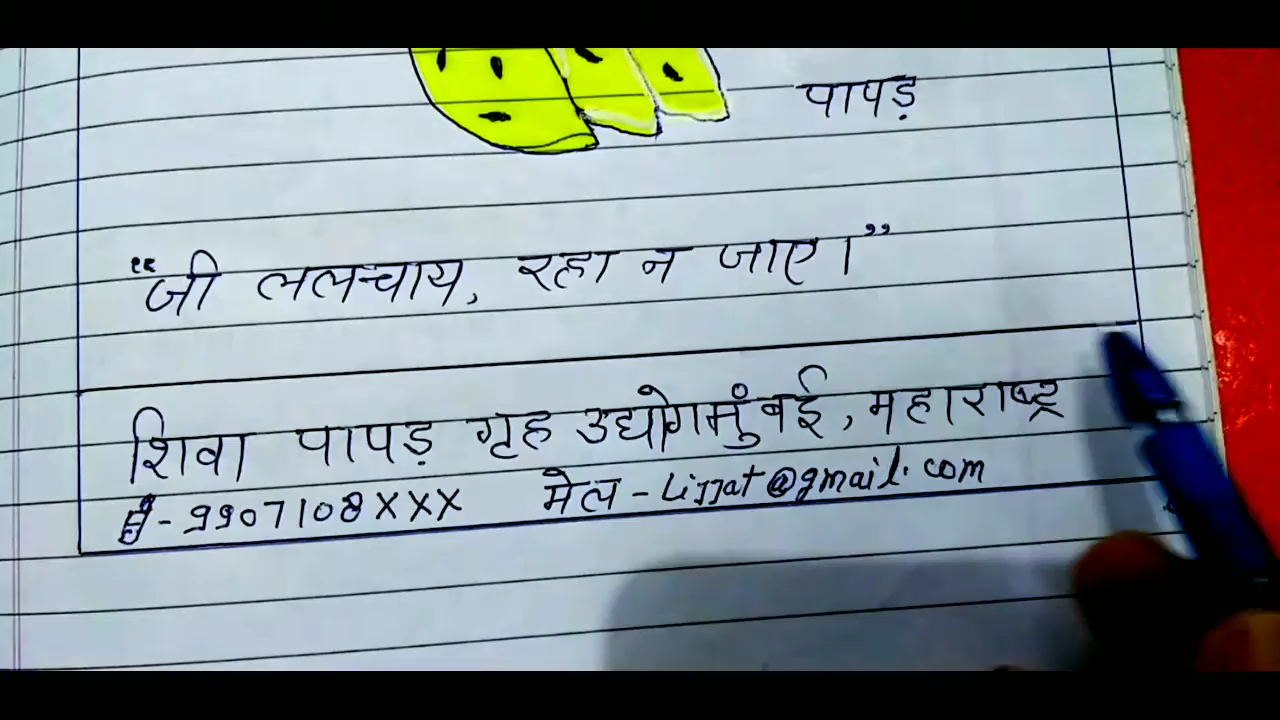 पापड़
“जी ललचाय, रहा न जाए।”
शिवा पापड़ गृह उद्योग मुंबई, महाराष्ट्र
- 9907108XXX मेल - Lijjat@gmail.com